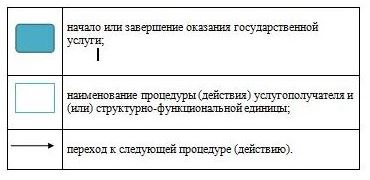 начало или завершение оказания государственной
услуги;
наименование процедуры (действия) услугополучателя и
(или) структурно-функциональной единицы;
переход к следующей процедуре (действию).